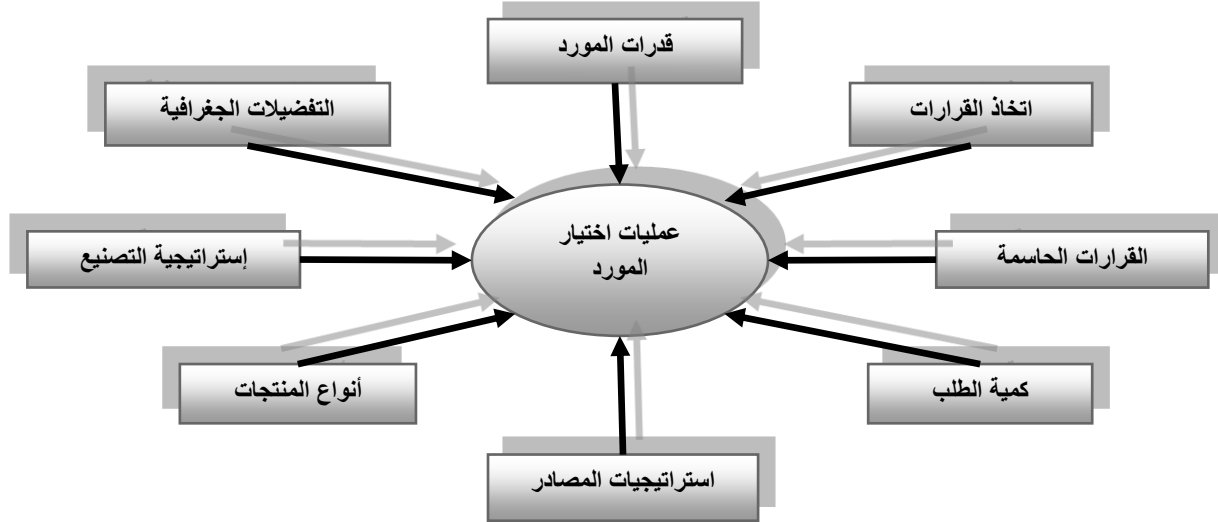 قدرات المورد
اتخاذ القرارات
التفضيلات الجغرافية
عمليات اختيار
المورد
القرارات الحاسمة
إستراتيجية التصنيع
كمية الطلب
أنواع المنتجات
استراتيجيات المصادر